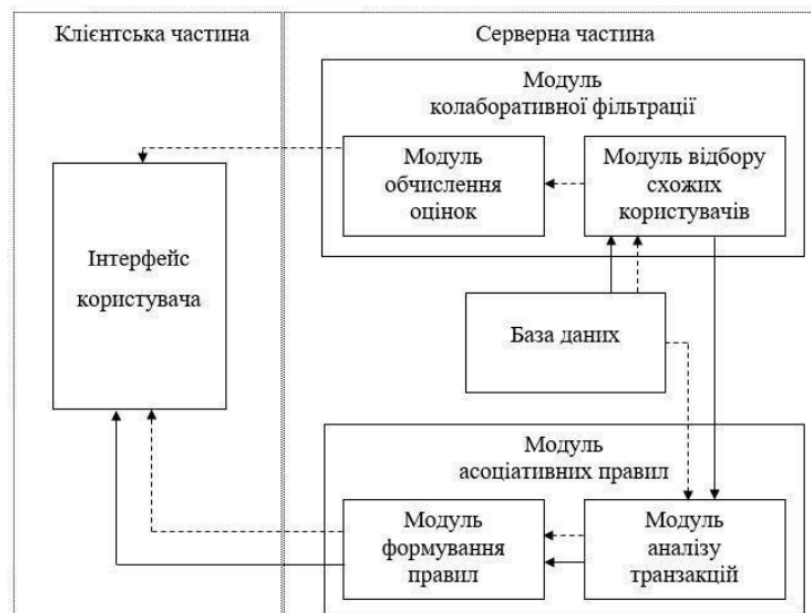 Клієнтська частина
Серверна частина
Модуль
колаборативної фільтрації
Модуль
обчислення
оцінок
Модуль відбору
схожих
користувачів
Інтерфейс
користувача
База даних
Модуль
асоціативних правил
Модуль
формування
правил
Модуль
аналізу
транзакцій